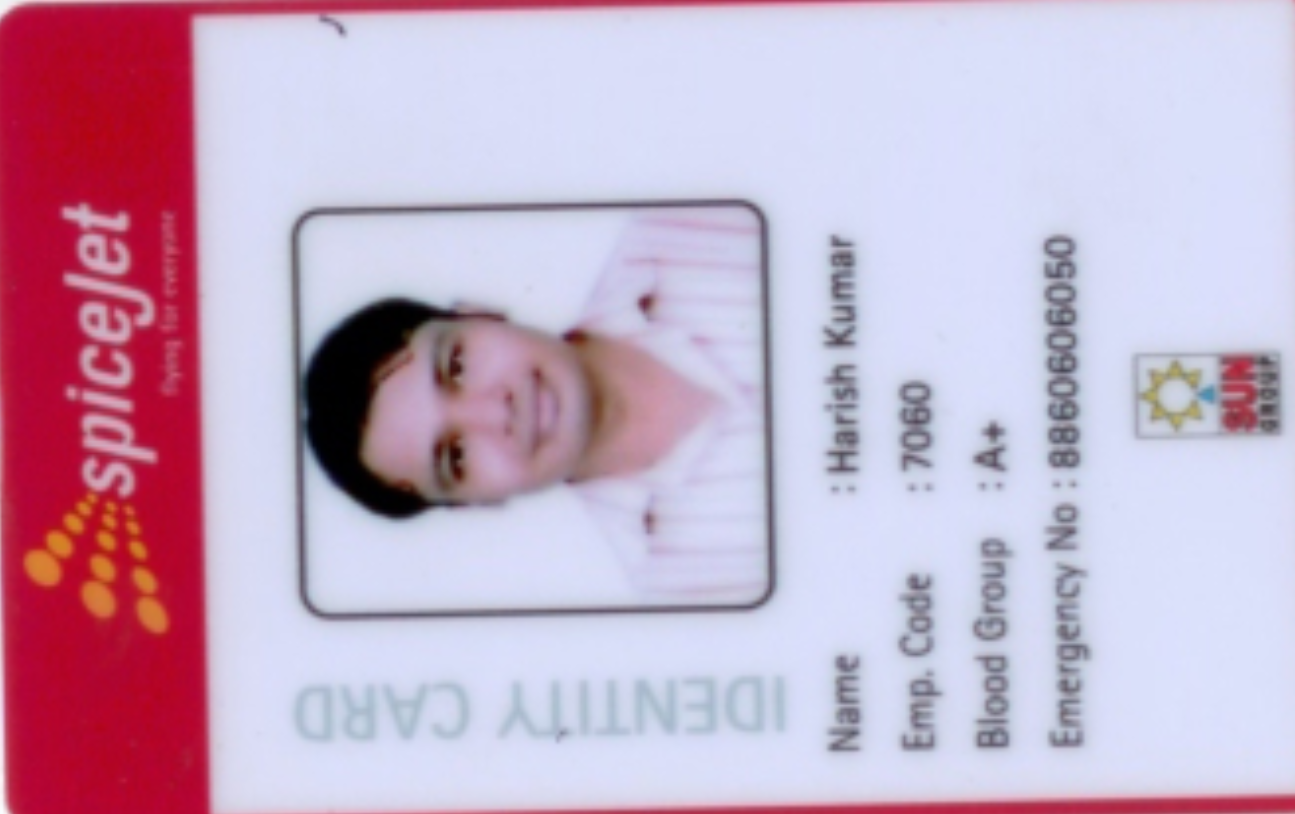 spiceJet
flying for everyone
IDENTITY CARD
Name : Harish Kumar
Emp. Code : 7060
Blood Group : A+
Emergency No : 8860606050
SUN
GROUP